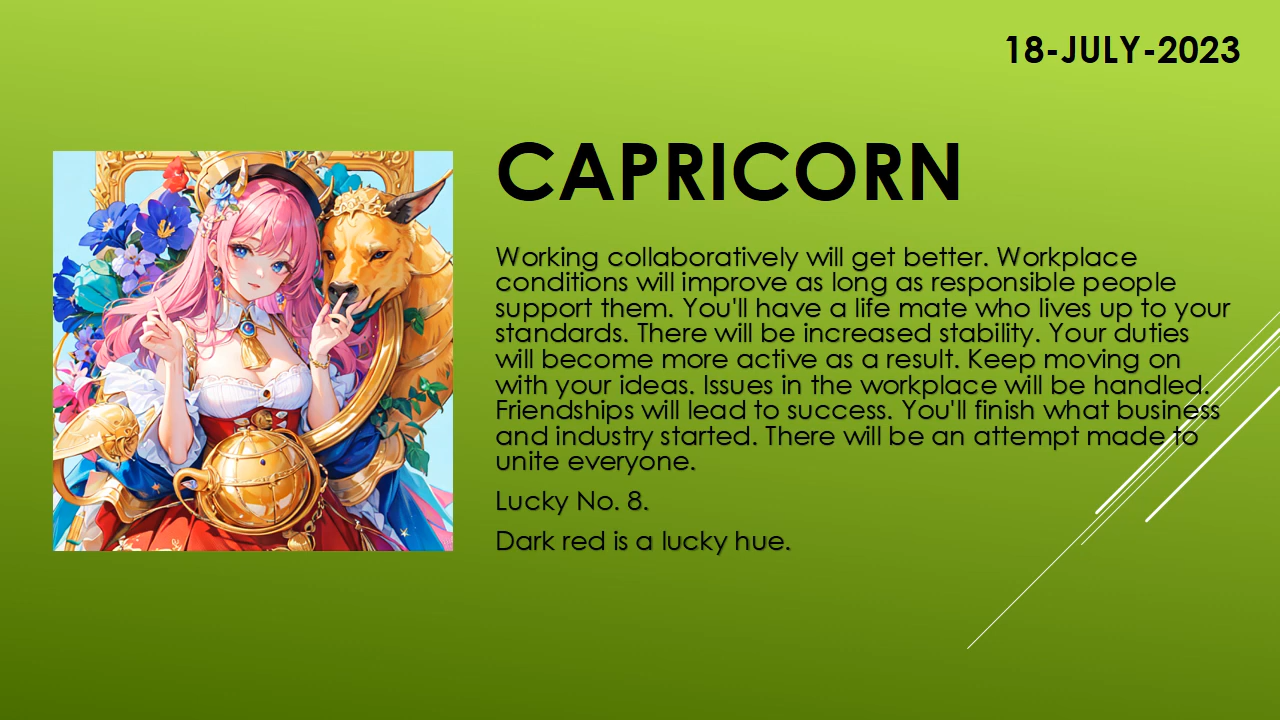 18-JULY-2023
CAPRICORN
Working collaboratively will get better. Workplace
conditions will improve as long as responsible people
support them. You'll have a life mate who lives up to your
standards. There will be increased stability. Your duties
will become more active as a result. Keep moving on
with your ideas. Issues in the workplace will be handled.
Friendships will lead to success. You'll finish what business
and industry started. There will be an attempt made to
unite everyone.
Lucky No. 8.
Dark red is a lucky hue.